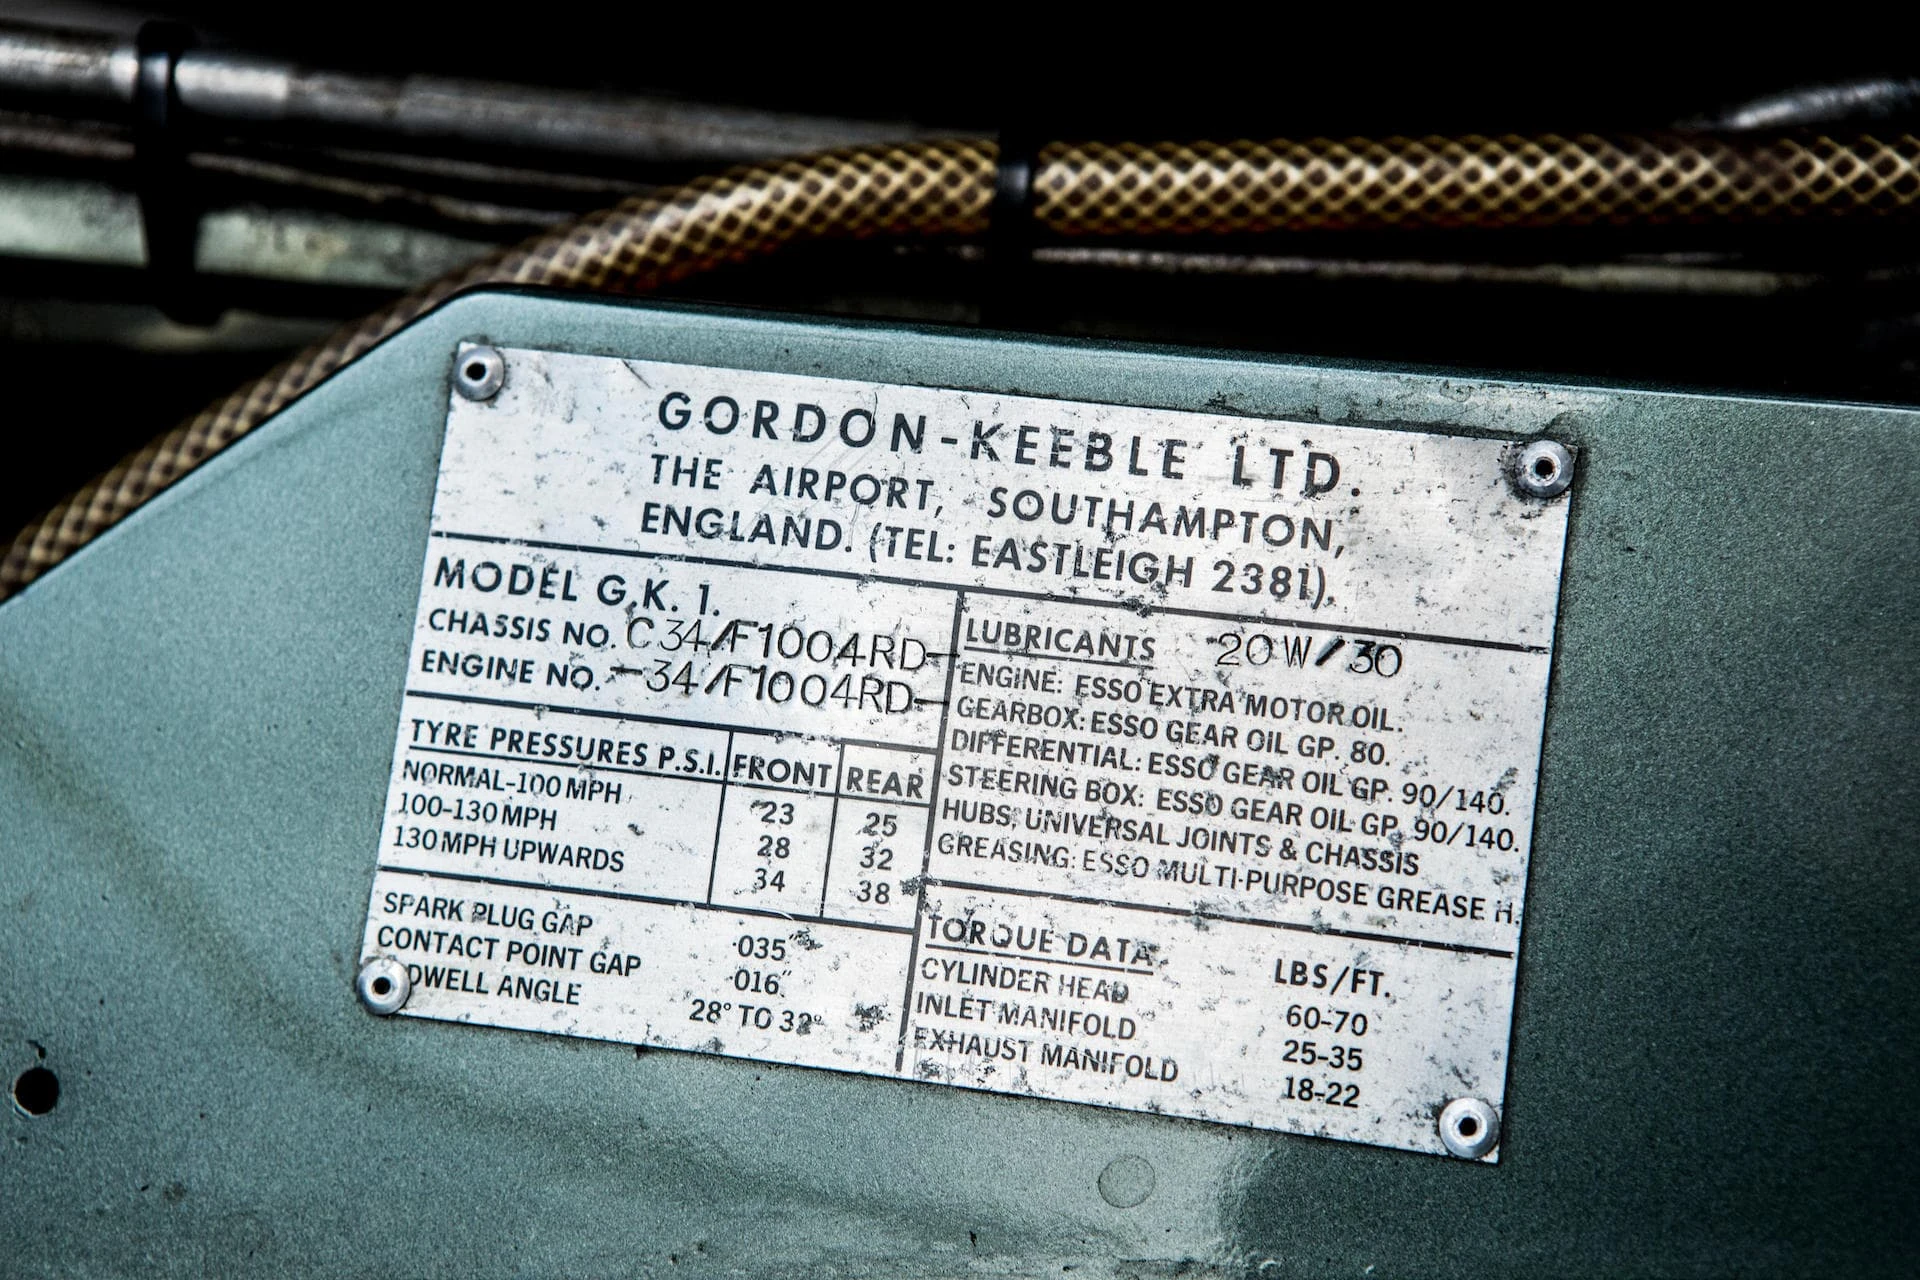 GORDON-KEEBLE LTD.
THE AIRPORT, SOUTHAMPTON,
ENGLAND. (TEL: EASTLEIGH 2381).
MODEL G.K. 1.
CHASSIS NO. C34/F1004RD-
ENGINE NO. -34/F1004RD-
TYRE PRESSURES P.S.I. FRONT REAR
NORMAL-100 MPH 23 25
100-130 MPH 28 32
130 MPH UPWARDS 34 38
SPARK PLUG GAP .035"
CONTACT POINT GAP .016"
DWELL ANGLE 28° TO 32°
LUBRICANTS 20W/30
ENGINE: ESSO EXTRA MOTOR OIL.
GEARBOX: ESSO GEAR OIL GP. 80.
DIFFERENTIAL: ESSO GEAR OIL GP. 90/140.
STEERING BOX: ESSO GEAR OIL GP. 90/140.
HUBS, UNIVERSAL JOINTS & CHASSIS
GREASING: ESSO MULTI-PURPOSE GREASE H.
TORQUE DATA LBS/FT.
CYLINDER HEAD 60-70
INLET MANIFOLD 25-35
EXHAUST MANIFOLD 18-22